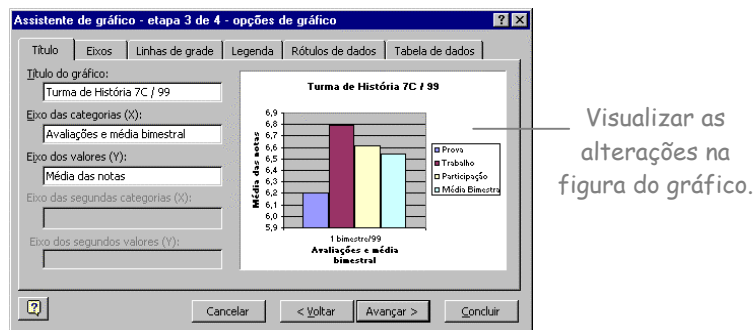 Assistente de gráfico - etapa 3 de 4 - opções de gráfico
Título
Eixos
Linhas de grade
Legenda
Rótulos de dados
Tabela de dados
Título do gráfico:
Turma de História 7C / 99
Eixo das categorias (X):
Avaliações e média bimestral
Eixo dos valores (Y):
Média das notas
Eixo das segundas categorias (X):
Eixo dos segundos valores (Y):
Turma de História 7C / 99
Média das notas
6,9
6,8
6,7
6,6
6,5
6,4
6,3
6,2
6,1
6,0
5,9
1 bimestre/99
Avaliações e média
bimestral
Prova
Trabalho
Participação
Média Bimestra
Visualizar as
alterações na
figura do gráfico.
Cancelar
< Voltar
Avançar >
Concluir